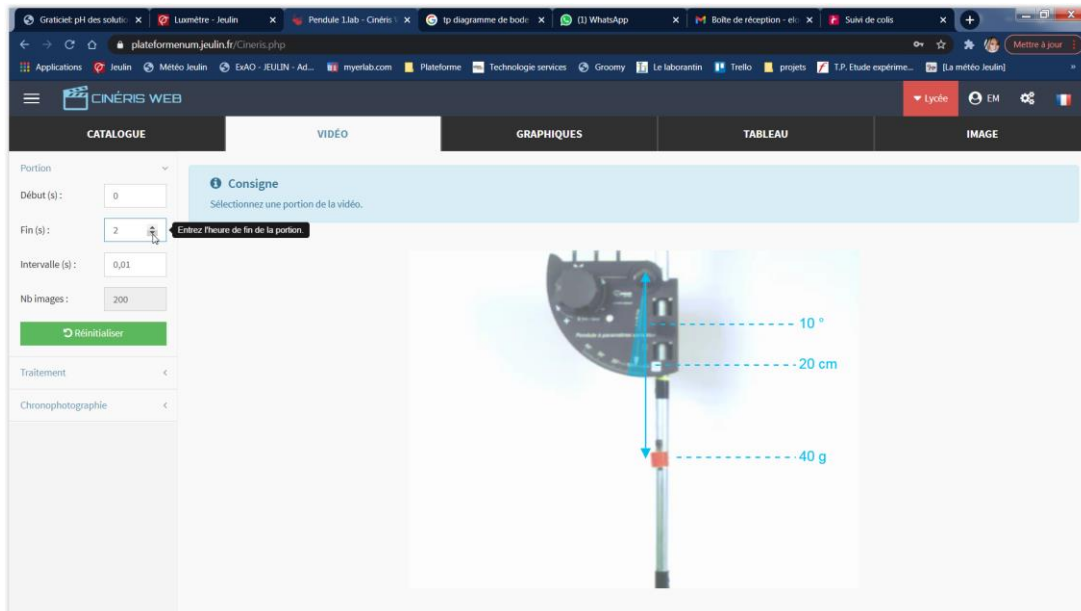 Graticiel: pH des solutio
Luxmètre - Jeulin
Pendule 1.lab - Cinéris
tp diagramme de bode
(1) WhatsApp
Boîte de réception - elo
Suivi de colis
plateformenum.jeulin.fr/Cineris.php
Mettre à jour
Applications
Jeulin
Météo Jeulin
ExAO - JEULIN - Ad...
myerlab.com
Plateforme
Technologie services
Groomy
Le laborantin
Trello
projets
T.P. Etude expérime...
[La météo Jeulin]
CINÉRIS WEB
Lycée
EM
CATALOGUE
VIDÉO
GRAPHIQUES
TABLEAU
IMAGE
Portion
Début (s) :
0
Fin (s) :
2
Entrez l'heure de fin de la portion.
Intervalle (s) :
0,01
Nb images :
200
Réinitialiser
Traitement
Chronophotographie
Consigne
Sélectionnez une portion de la vidéo.
10 °
20 cm
40 g